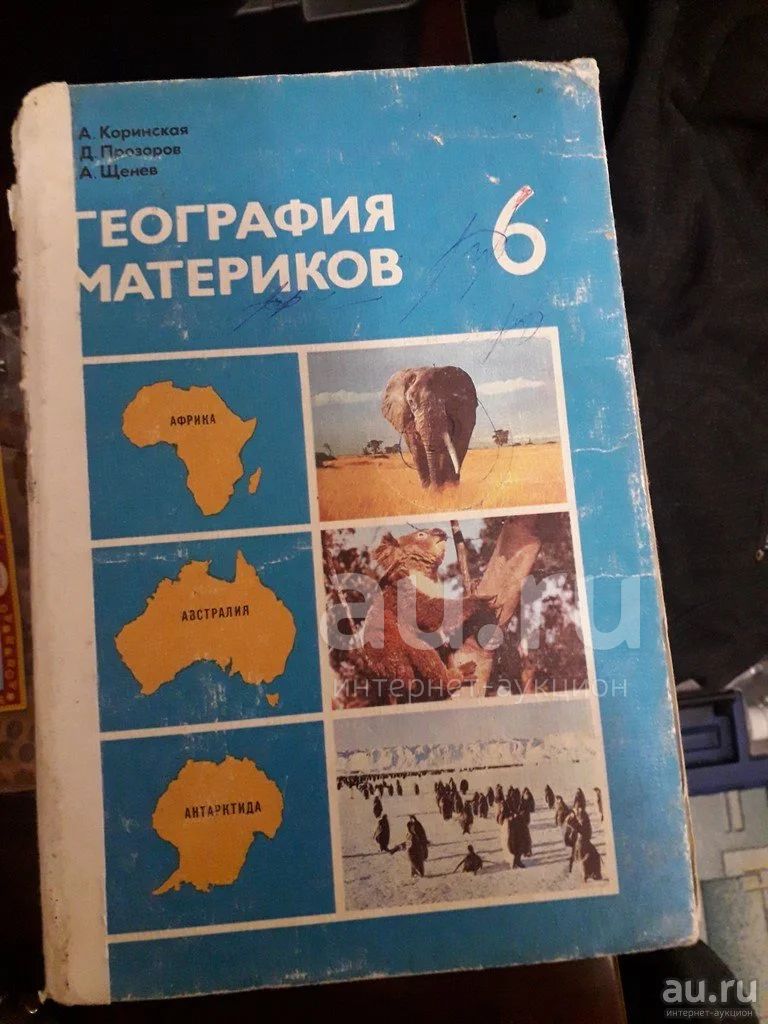 А. Коринская
Д. Прозоров
А. Щенев
ГЕОГРАФИЯ
МАТЕРИКОВ
6
АФРИКА
АВСТРАЛИЯ
АНТАРКТИДА
au.ru
интернет-аукцион
au.ru
интернет-аукцион